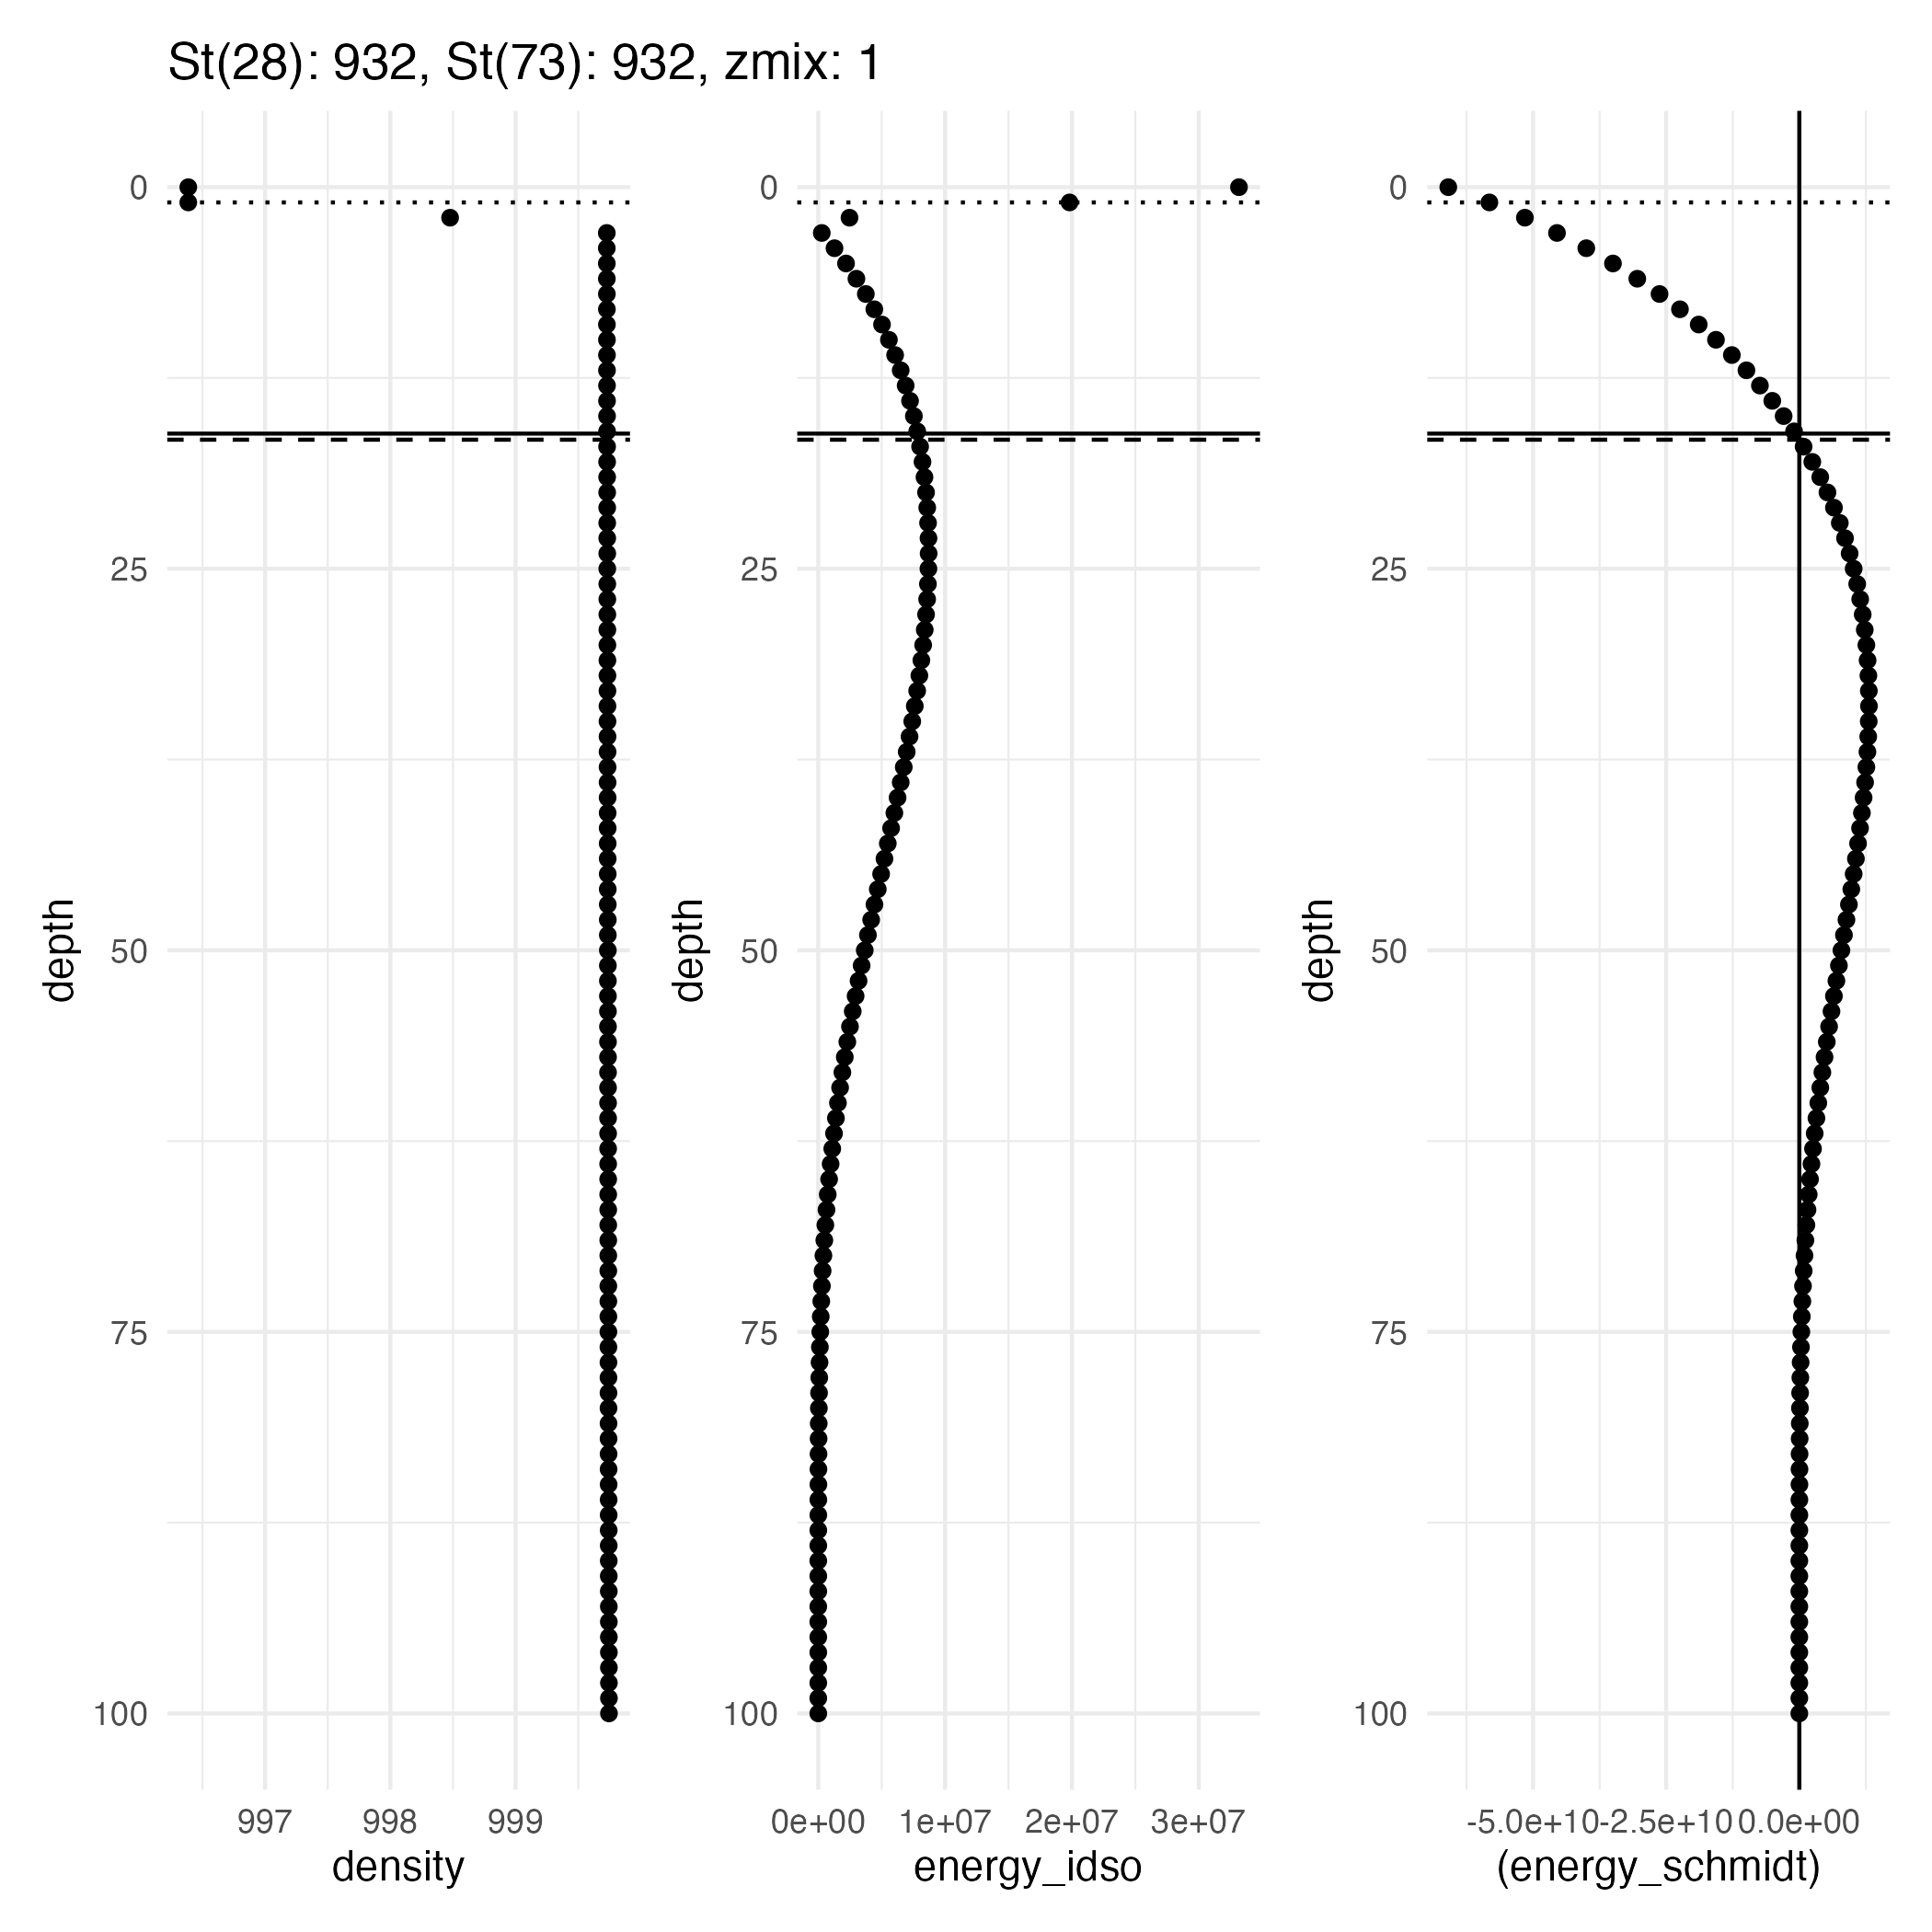 St(28): 932, St(73): 932, zmix: 1
0
25
50
75
100
depth
997 998 999
density
0
25
50
75
100
depth
0e+00 1e+07 2e+07 3e+07
energy_idso
0
25
50
75
100
depth
-5.0e+10 -2.5e+10 0.0e+00
(energy_schmidt)